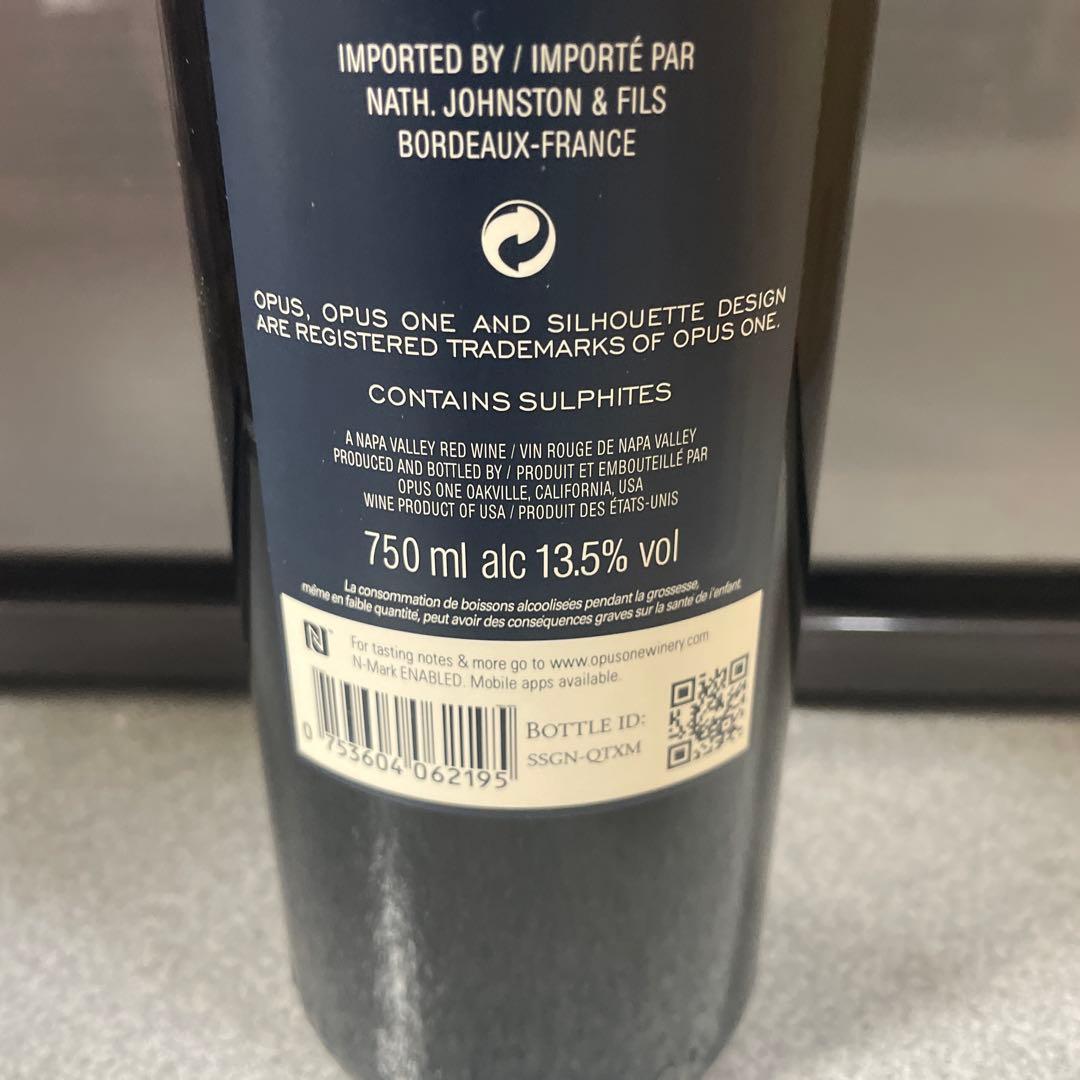 IMPORTED BY / IMPORTÉ PAR
NATH. JOHNSTON & FILS
BORDEAUX-FRANCE
OPUS, OPUS ONE AND SILHOUETTE DESIGN
ARE REGISTERED TRADEMARKS OF OPUS ONE.
CONTAINS SULPHITES
A NAPA VALLEY RED WINE / VIN ROUGE DE NAPA VALLEY
PRODUCED AND BOTTLED BY / PRODUIT ET EMBOUTEILLÉ PAR
OPUS ONE OAKVILLE, CALIFORNIA, USA
WINE PRODUCT OF USA / PRODUIT DES ÉTATS-UNIS
750 ml alc 13.5% vol
La consommation de boissons alcoolisées pendant la grossesse,
même en faible quantité, peut avoir des conséquences graves sur la santé de l'enfant.
N
For tasting notes & more go to www.opusonewinery.com
N-Mark ENABLED. Mobile apps available.
BOTTLE ID:
SSGN-QTXM
0 753604 062195